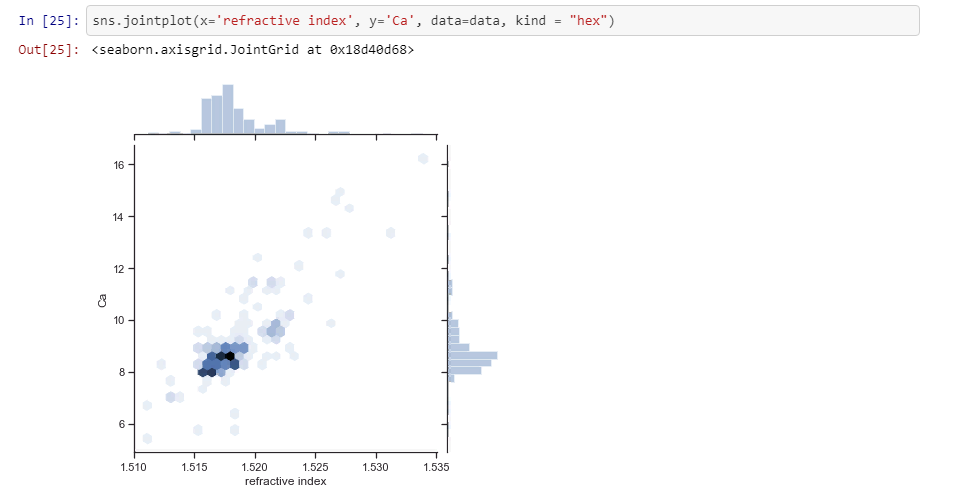 In [25]: sns.jointplot(x='refractive index', y='Ca', data=data, kind = "hex")
Out[25]: <seaborn.axisgrid.JointGrid at 0x18d40d68>
16
14
12
10
8
6
Ca
1.510 1.515 1.520 1.525 1.530 1.535
refractive index